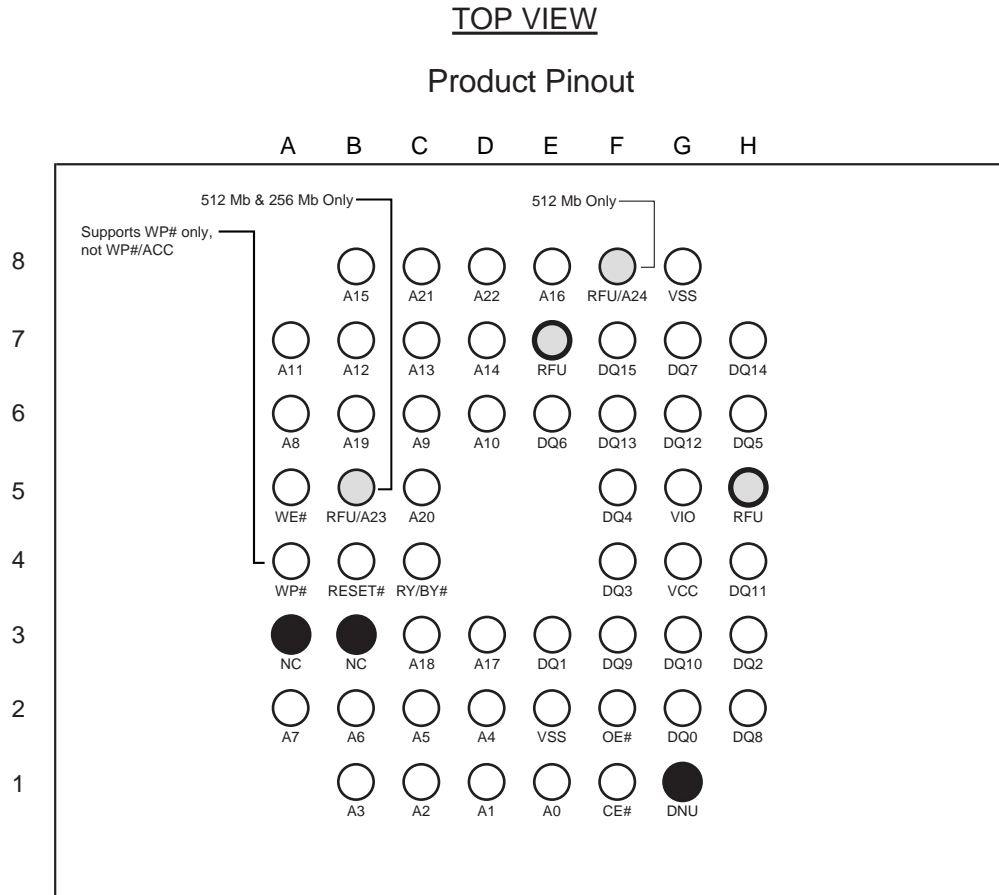 TOP VIEW
Product Pinout
A B C D E F G H
512 Mb & 256 Mb Only
512 Mb Only
Supports WP# only,
not WP#/ACC
8
A15 A21 A22 A16 RFU/A24 VSS
7
A11 A12 A13 A14 RFU DQ15 DQ7 DQ14
6
A8 A19 A9 A10 DQ6 DQ13 DQ12 DQ5
5
WE# RFU/A23 A20 DQ4 VIO RFU
4
WP# RESET# RY/BY# DQ3 VCC DQ11
3
NC NC A18 A17 DQ1 DQ9 DQ10 DQ2
2
A7 A6 A5 A4 VSS OE# DQ0 DQ8
1
A3 A2 A1 A0 CE# DNU